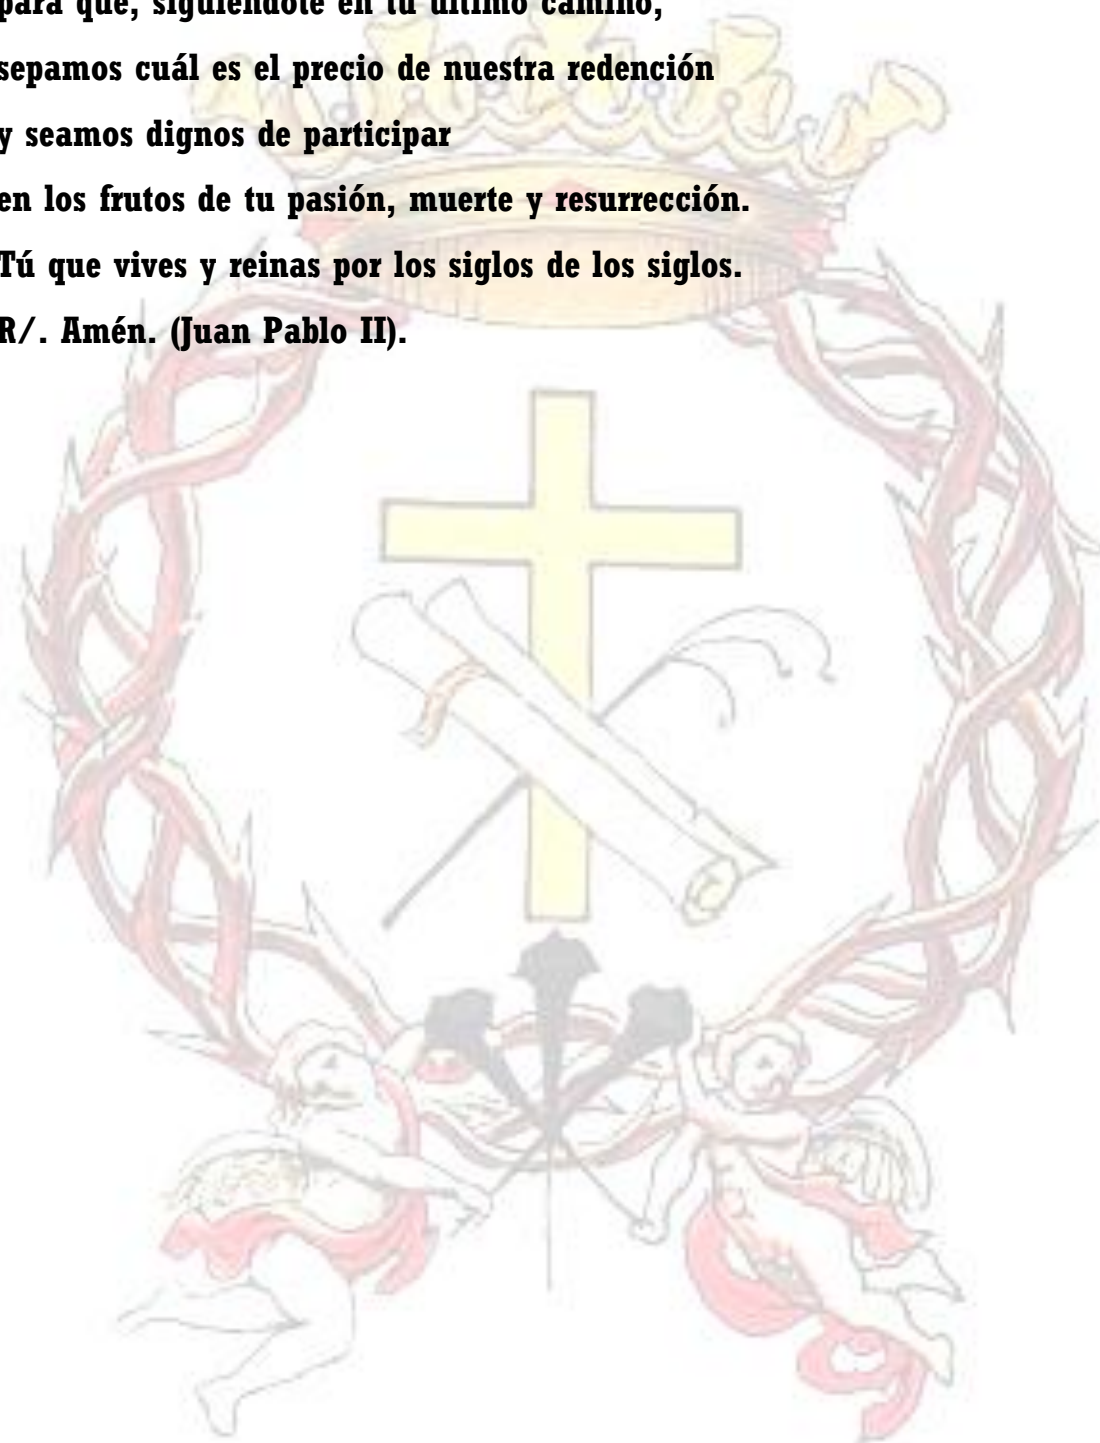 para que, siguiéndote en tu último camino,
sepamos cuál es el precio de nuestra redención
y seamos dignos de participar
en los frutos de tu pasión, muerte y resurrección.
Tú que vives y reinas por los siglos de los siglos.
R/. Amén. (Juan Pablo II).